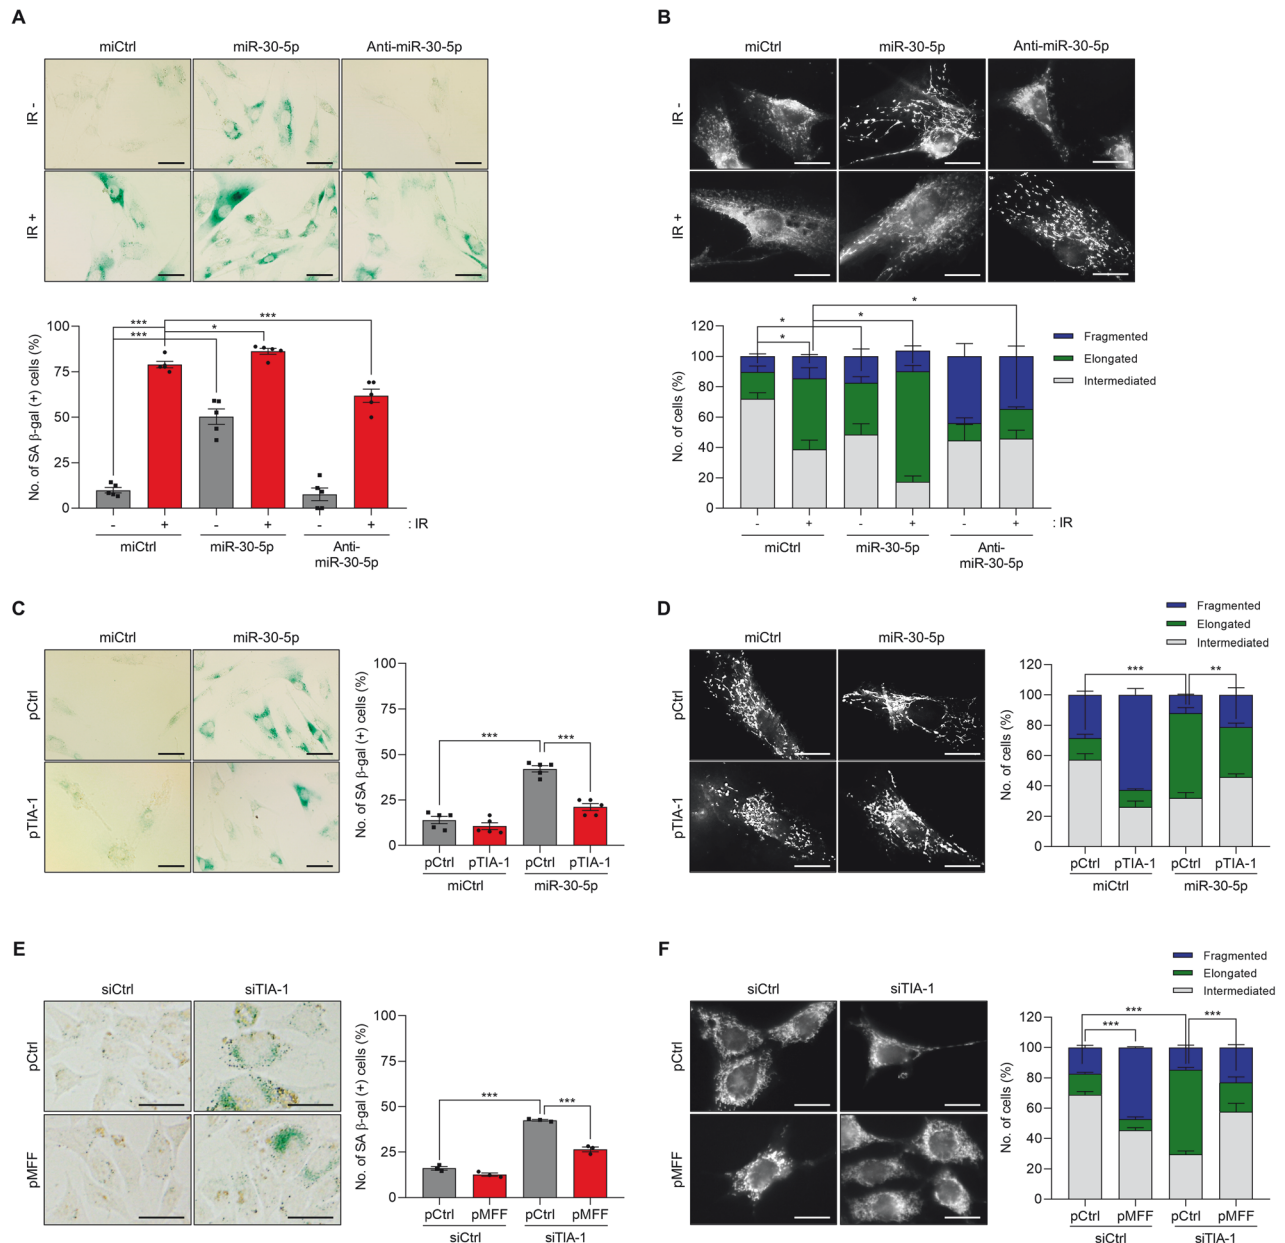 A
miCtrl
miR-30-5p
Anti-miR-30-5p
IR -
IR +
No. of SA β-gal (+) cells (%)
100
75
50
25
0
***
***
*
***
-
+
-
+
-
+
: IR
miCtrl
miR-30-5p
Anti-
miR-30-5p
B
miCtrl
miR-30-5p
Anti-miR-30-5p
IR -
IR +
No. of cells (%)
120
100
80
60
40
20
0
*
*
*
*
Fragmented
Elongated
Intermediated
-
+
-
+
-
+
: IR
miCtrl
miR-30-5p
Anti-
miR-30-5p
C
miCtrl
miR-30-5p
pCtrl
pTIA-1
No. of SA β-gal (+) cells (%)
100
75
50
25
0
***
***
pCtrl
pTIA-1
pCtrl
pTIA-1
miCtrl
miR-30-5p
D
miCtrl
miR-30-5p
pCtrl
pTIA-1
Fragmented
Elongated
Intermediated
No. of cells (%)
120
100
80
60
40
20
0
***
**
pCtrl
pTIA-1
pCtrl
pTIA-1
miCtrl
miR-30-5p
E
siCtrl
siTIA-1
pCtrl
pMFF
No. of SA β-gal (+) cells (%)
100
50
25
0
***
***
pCtrl
pMFF
pCtrl
pMFF
siCtrl
siTIA-1
F
siCtrl
siTIA-1
pCtrl
pMFF
Fragmented
Elongated
Intermediated
No. of cells (%)
120
100
80
60
40
20
0
***
***
***
pCtrl
pMFF
pCtrl
pMFF
siCtrl
siTIA-1